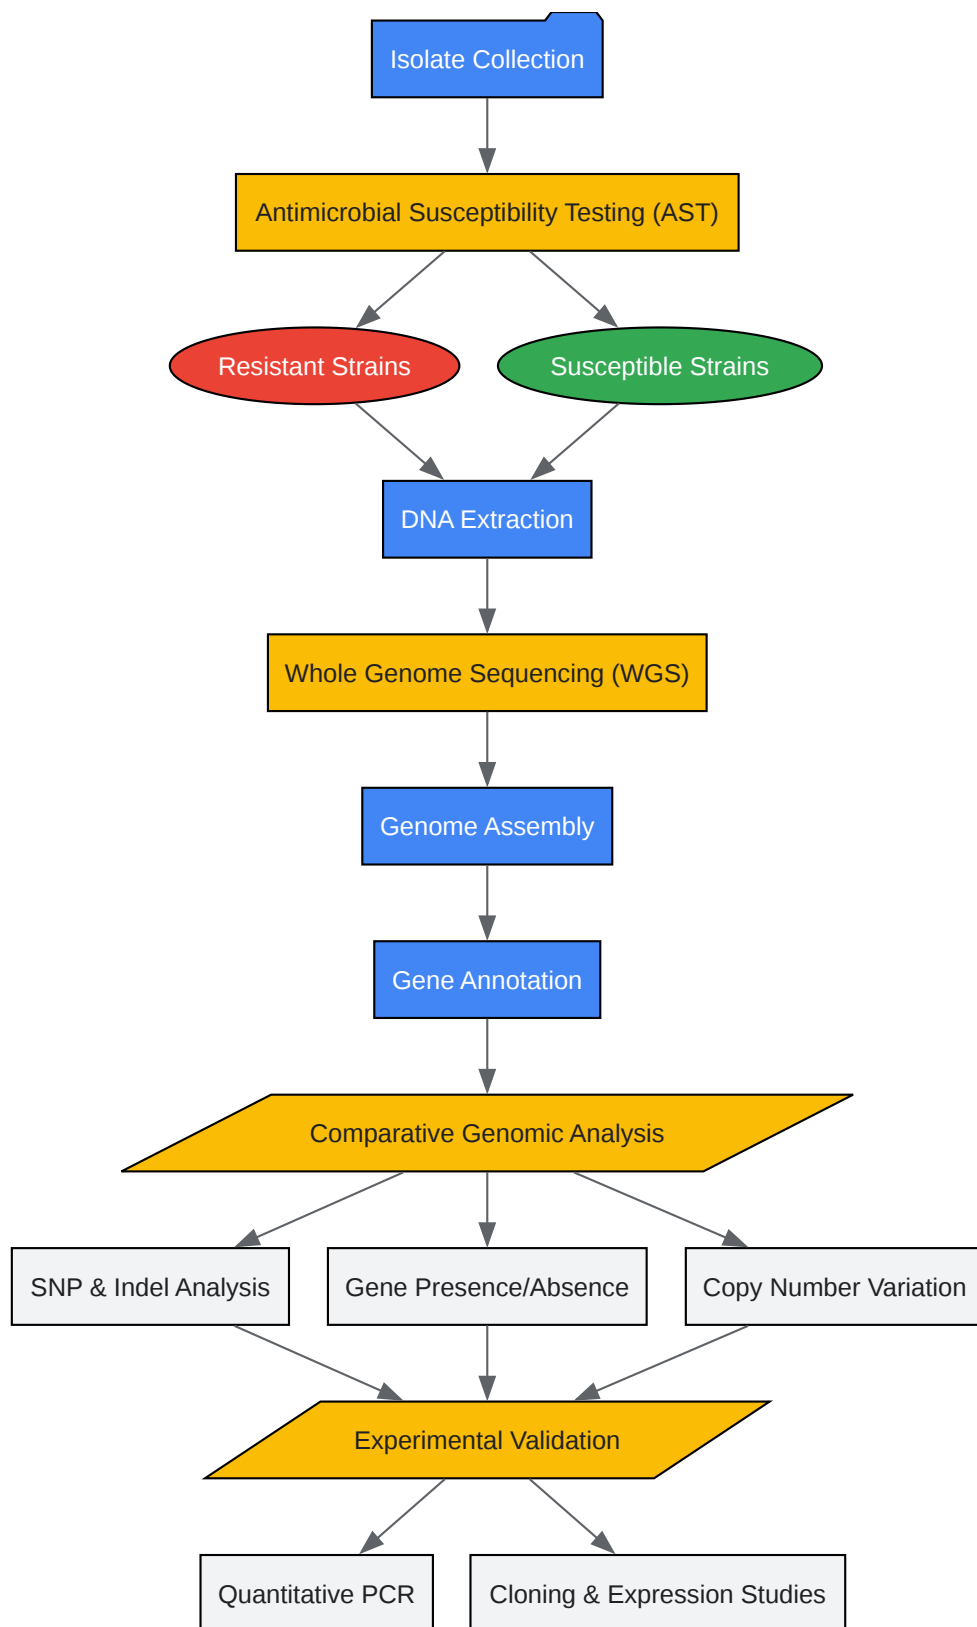 Isolate Collection
Antimicrobial Susceptibility Testing (AST)
Resistant Strains
Susceptible Strains
DNA Extraction
Whole Genome Sequencing (WGS)
Genome Assembly
Gene Annotation
Comparative Genomic Analysis
SNP & Indel Analysis
Gene Presence/Absence
Copy Number Variation
Experimental Validation
Quantitative PCR
Cloning & Expression Studies